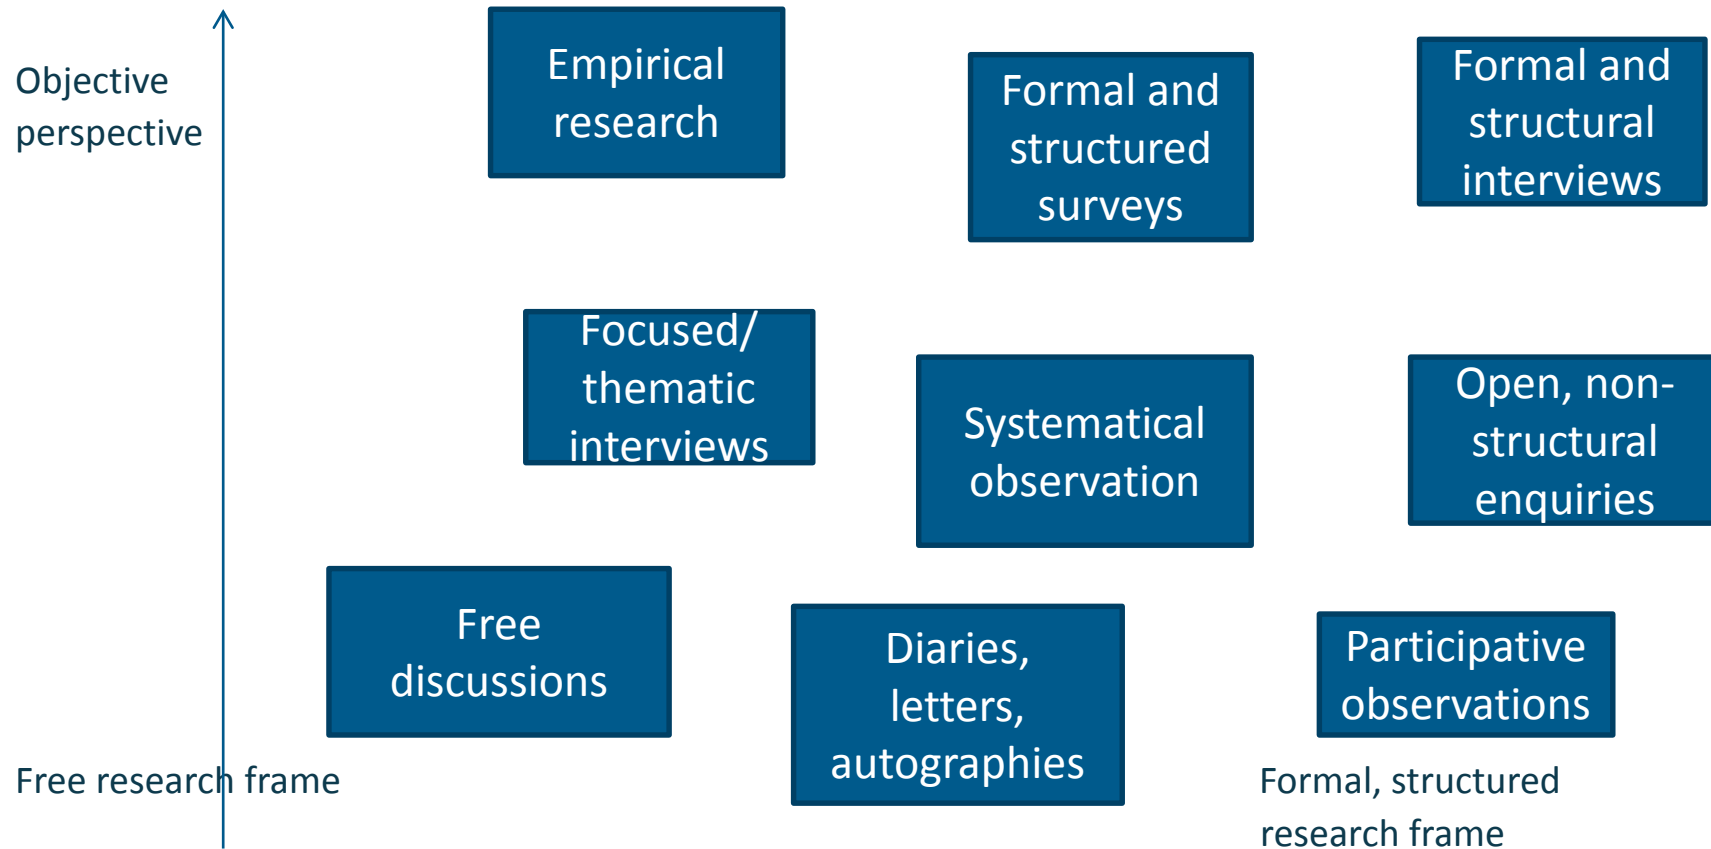 Objective
perspective
Empirical
research
Formal and
structured
surveys
Formal and
structural
interviews
Focused/
thematic
interviews
Systematical
observation
Open, non-
structural
enquiries
Free
discussions
Diaries,
letters,
autographies
Participative
observations
Free research frame
Formal, structured
research frame